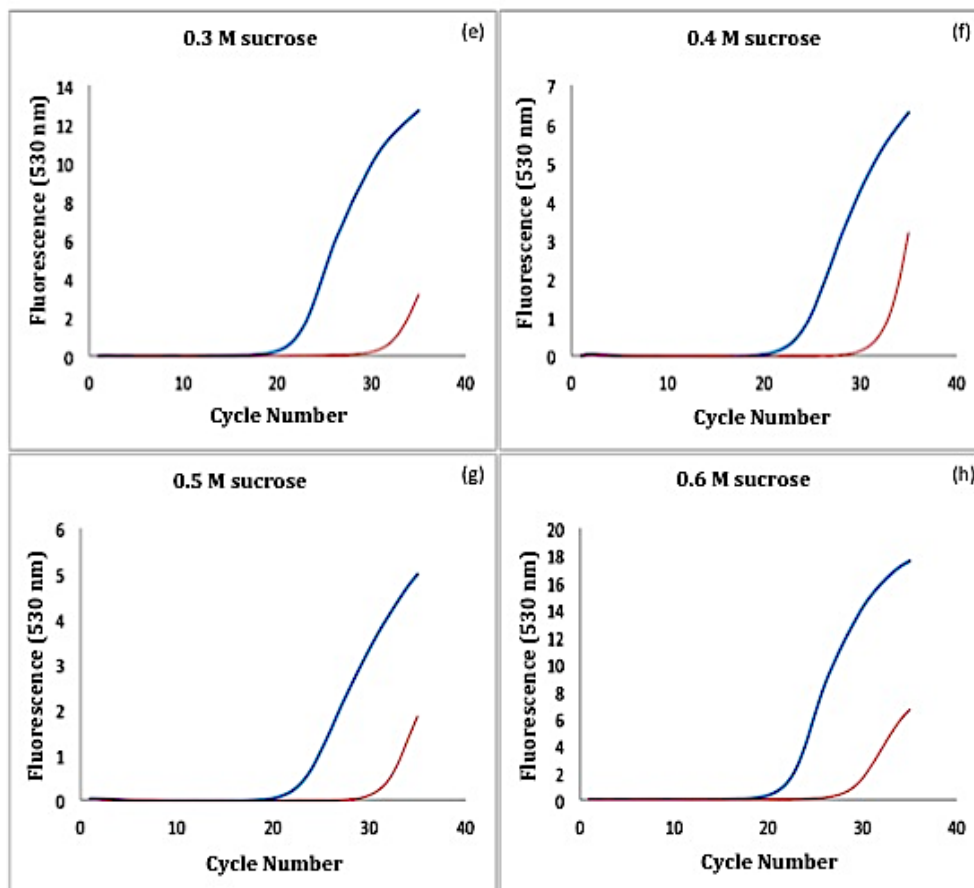 0.3 M sucrose
(e)
Fluorescence (530 nm)
14
12
10
8
6
4
2
0
0 10 20 30 40
Cycle Number
0.4 M sucrose
(f)
Fluorescence (530 nm)
7
6
5
4
3
2
1
0
0 10 20 30 40
Cycle Number
0.5 M sucrose
(g)
Fluorescence (530 nm)
6
5
4
3
2
1
0
0 10 20 30 40
Cycle Number
0.6 M sucrose
(h)
Fluorescence (530 nm)
20
18
16
14
12
10
8
6
4
2
0
0 10 20 30 40
Cycle Number